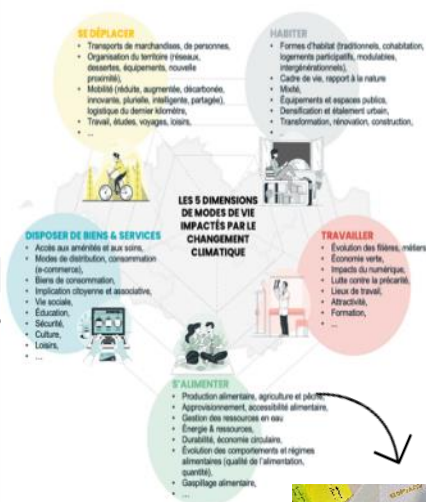 SE DÉPLACER
• Transports de marchandises, de personnes,
• Organisation du territoire (réseaux,
dessertes, équipements, nouvelle
proximité),
• Mobilité (réduite, augmentée, décarbonée,
innovante, plurielle, intelligente, partagée),
logistique du dernier kilomètre,
• Travail, études, voyages, loisirs,
• ...
HABITER
• Formes d'habitat (traditionnels, cohabitation,
logements participatifs, modulables,
intergénérationnels),
• Cadre de vie, rapport à la nature
• Mixité,
• Équipements et espaces publics,
• Densification et étalement urbain,
• Transformation, rénovation, construction,
• ...
LES 5 DIMENSIONS
DE MODES DE VIE
IMPACTÉS PAR LE
CHANGEMENT
CLIMATIQUE
DISPOSER DE BIENS & SERVICES
• Accès aux aménités et aux soins,
• Modes de distribution, consommation
(e-commerce),
• Biens de consommation,
• Implication citoyenne et associative,
• Vie sociale,
• Éducation,
• Sécurité,
• Culture,
• Loisirs,
• ...
TRAVAILLER
• Évolution des filières, métiers
• Économie verte,
• Impacts du numérique,
• Lutte contre la précarité,
• Lieux de travail,
• Attractivité,
• Formation,
• ...
S'ALIMENTER
• Production alimentaire, agriculture et pêche,
• Approvisionnement, accessibilité alimentaire,
• Gestion des ressources en eau
• Énergie & ressources,
• Durabilité, économie circulaire,
• Évolution des comportements et régimes
alimentaires (qualité de l'alimentation,
quantité),
• Gaspillage alimentaire,
• ...